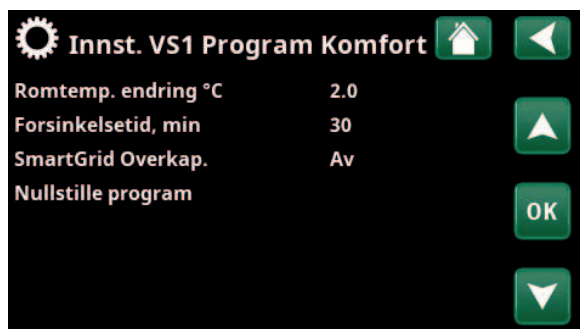 Innst. VS1 Program Komfort
Romtemp. endring °C 2.0
Forsinkelsetid, min 30
SmartGrid Overkap. Av
Nullstille program
OK